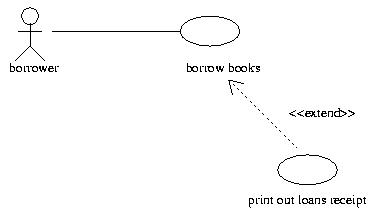 borrower
borrow books
<<extend>>
print out loans receipt